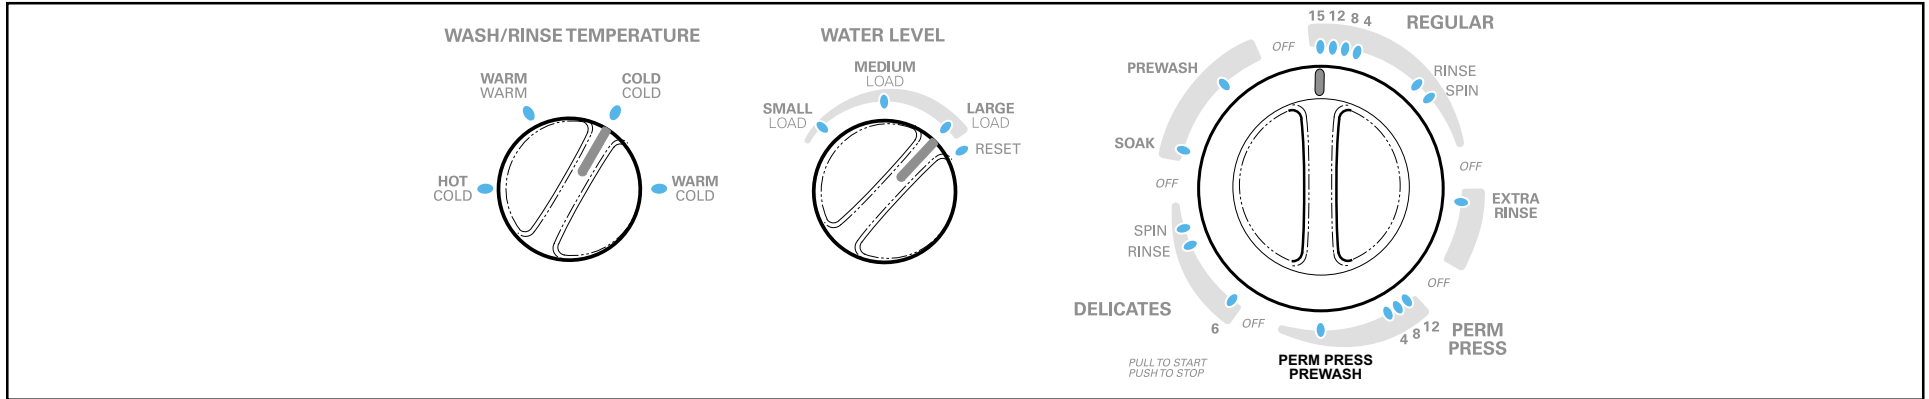 WASH/RINSE TEMPERATURE
WARM
WARM
COLD
COLD
HOT
COLD
WARM
COLD
WATER LEVEL
MEDIUM
LOAD
SMALL
LOAD
LARGE
LOAD
RESET
15 12 8 4
REGULAR
OFF
PREWASH
RINSE
SPIN
SOAK
OFF
OFF
EXTRA
RINSE
SPIN
RINSE
OFF
DELICATES
6
OFF
4 8 12
PERM
PRESS
PERM PRESS
PREWASH
PULL TO START
PUSH TO STOP